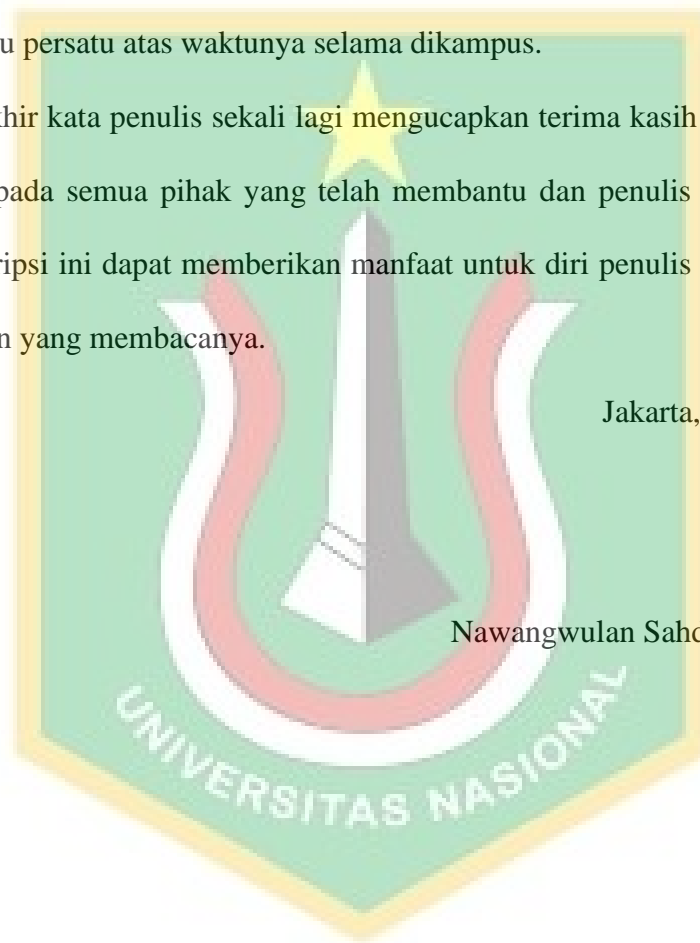 u persatu atas waktunya selama dikampus.
hir kata penulis sekali lagi mengucapkan terima kasih
pada semua pihak yang telah membantu dan penulis
ripsi ini dapat memberikan manfaat untuk diri penulis
n yang membacanya.
Jakarta,
Nawangwulan Sahd
UNIVERSITAS NASIONAL